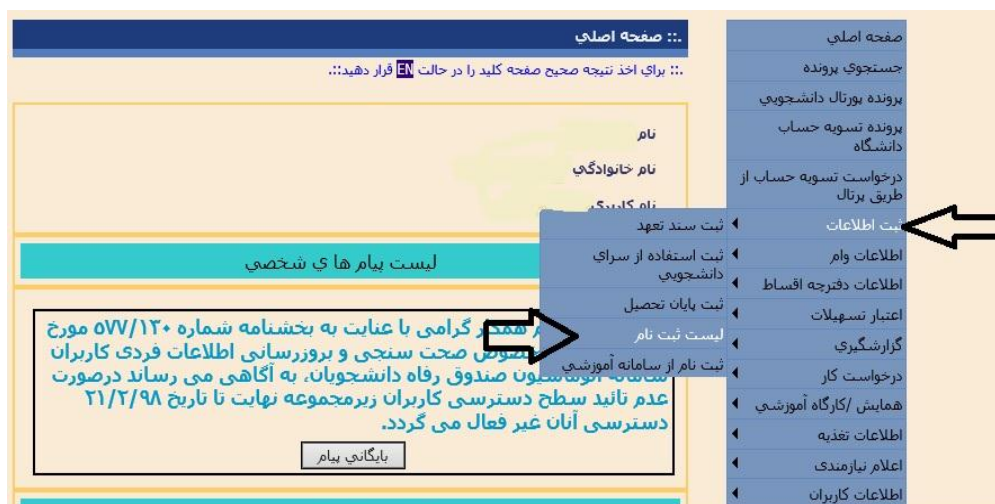 صفحه اصلي
جستجوي پرونده
پرونده پورتال دانشجويي
پرونده تسويه حساب
دانشگاه
درخواست تسويه حساب از
طريق پرتال
ثبت اطلاعات
اطلاعات وام
اطلاعات دفترچه اقساط
اعتبار تسهيلات
گزارشگيري
درخواست كار
همايش /كارگاه آموزشي
اطلاعات تغذيه
اعلام نيازمندی
اطلاعات كاربران
ثبت سند تعهد
ثبت استفاده از سراي
دانشجويي
ثبت پايان تحصيل
ليست ثبت نام
ثبت نام از سامانه آموزشي
.:: صفحه اصلي
.:: براي اخذ نتيجه صحيح صفحه كليد را در حالت EN قرار دهيد::.
نام
نام خانوادگي
نام كاربري
ليست پيام ها ي شخصي
همکار گرامی با عنایت به بخشنامه شماره ۵۷۷/۱۳۰ مورخ
صحت سنجی و بروزرسانی اطلاعات فردی کاربران
صندوق رفاه دانشجویان، به آگاهی می رساند درصورت
عدم تائید سطح دسترسی کاربران زیرمجموعه نهایت تا تاریخ ۲۱/۲/۹۸
دسترسی آنان غیر فعال می گردد.
بايگاني پيام